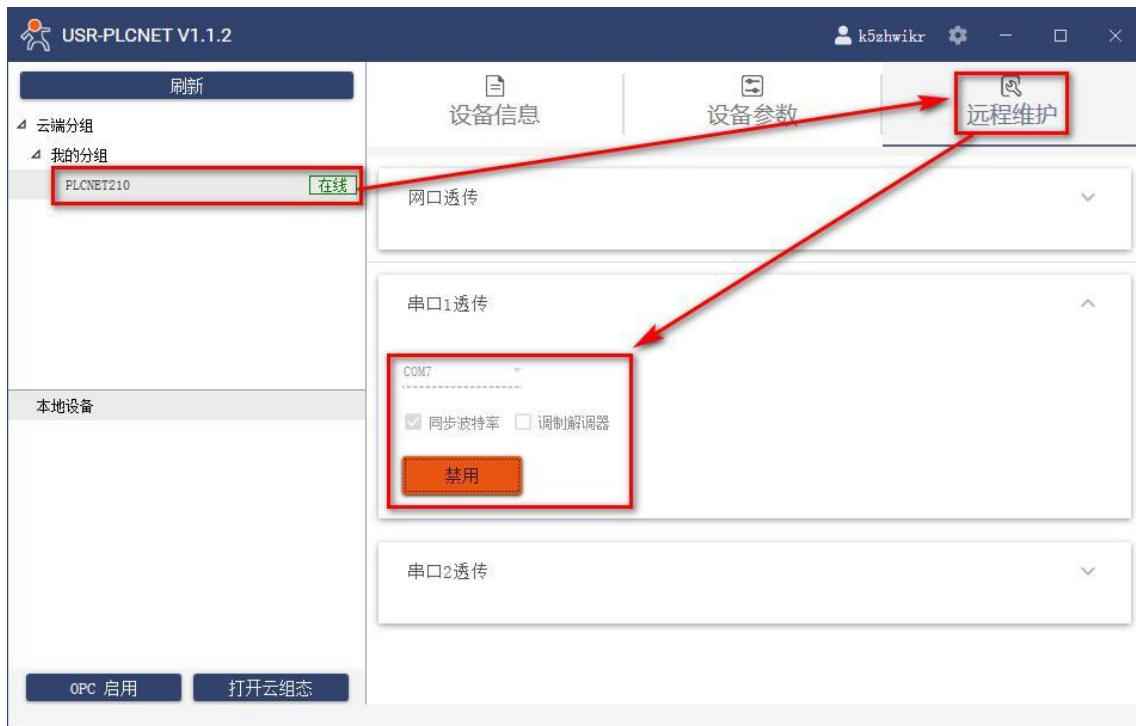 USR-PLCNET V1.1.2
k5zhwikr
刷新
云端分组
我的分组
PLCNET210 在线
设备信息 设备参数 远程维护
网口透传
串口1透传
COM7
同步波特率 调制解调器
禁用
串口2透传
本地设备
OPC 启用 打开云组态